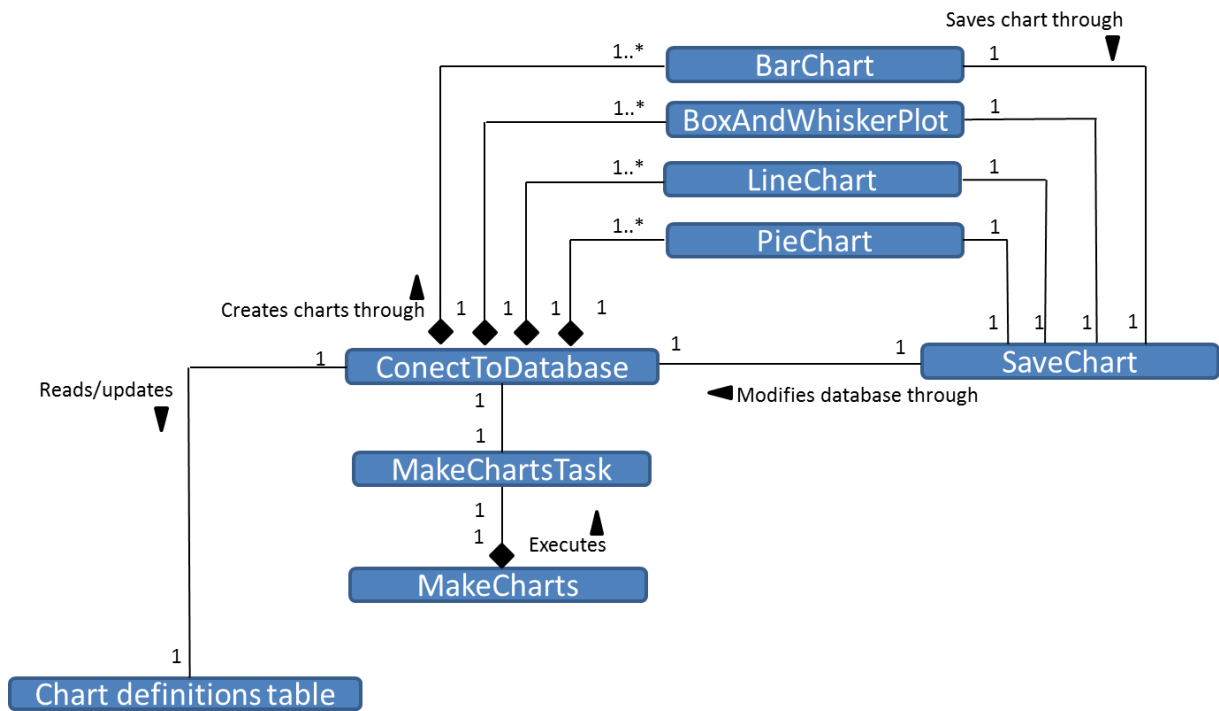 Saves chart through
1..* BarChart 1
1..* BoxAndWhiskerPlot 1
1..* LineChart 1
1..* PieChart 1
Creates charts through 1 1 1 1
1 1 1 1
1 ConectToDatabase 1 1 SaveChart
Reads/updates
Modifies database through
1
1
MakeChartsTask
1
1
Executes
MakeCharts
1
Chart definitions table